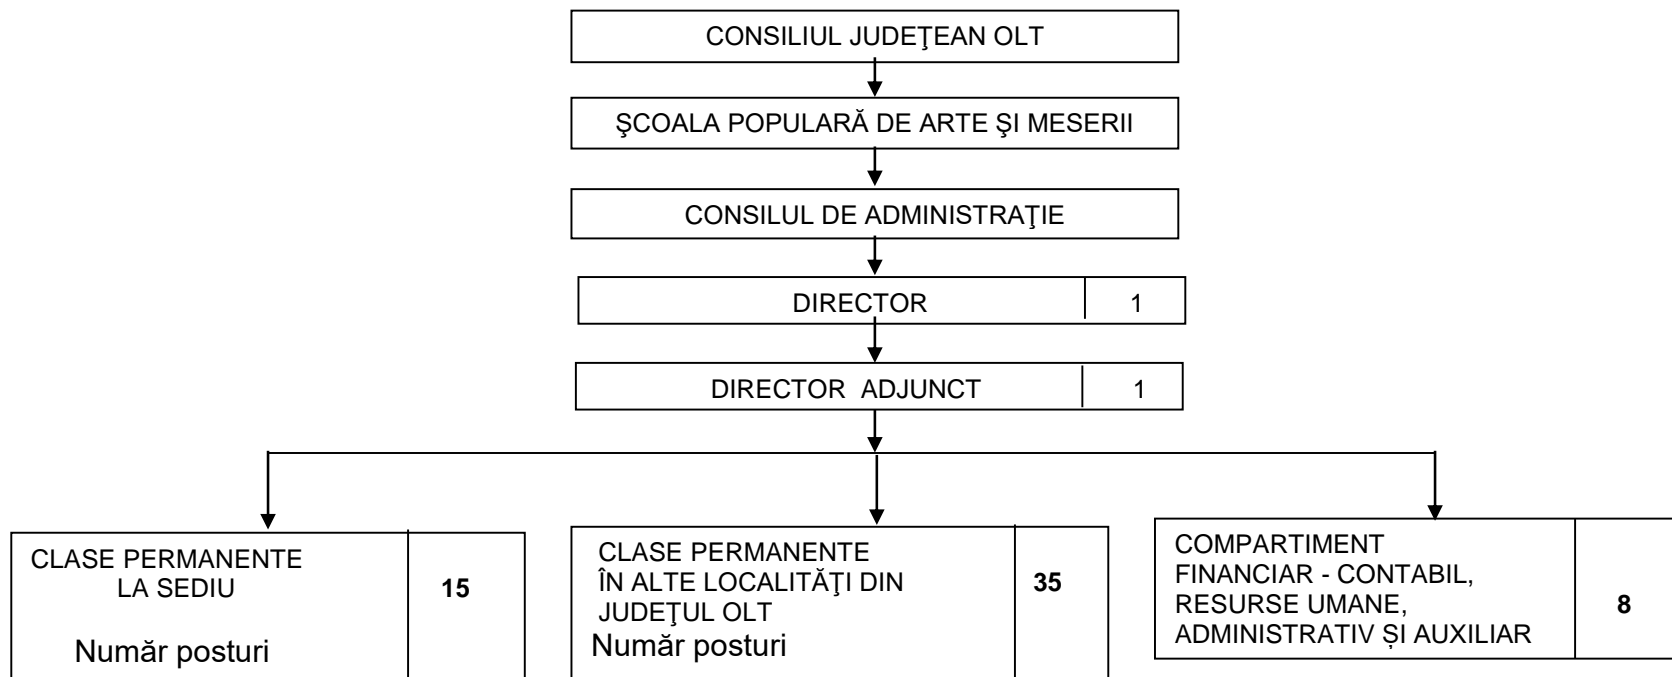 CONSILIUL JUDEŢEAN OLT
ŞCOALA POPULARĂ DE ARTE ŞI MESERII
CONSILUL DE ADMINISTRAŢIE
DIRECTOR 1
DIRECTOR ADJUNCT 1
CLASE PERMANENTE
LA SEDIU
Număr posturi
15
CLASE PERMANENTE
ÎN ALTE LOCALITĂŢI DIN
JUDEŢUL OLT
Număr posturi
35
COMPARTIMENT
FINANCIAR - CONTABIL,
RESURSE UMANE,
ADMINISTRATIV ȘI AUXILIAR
8